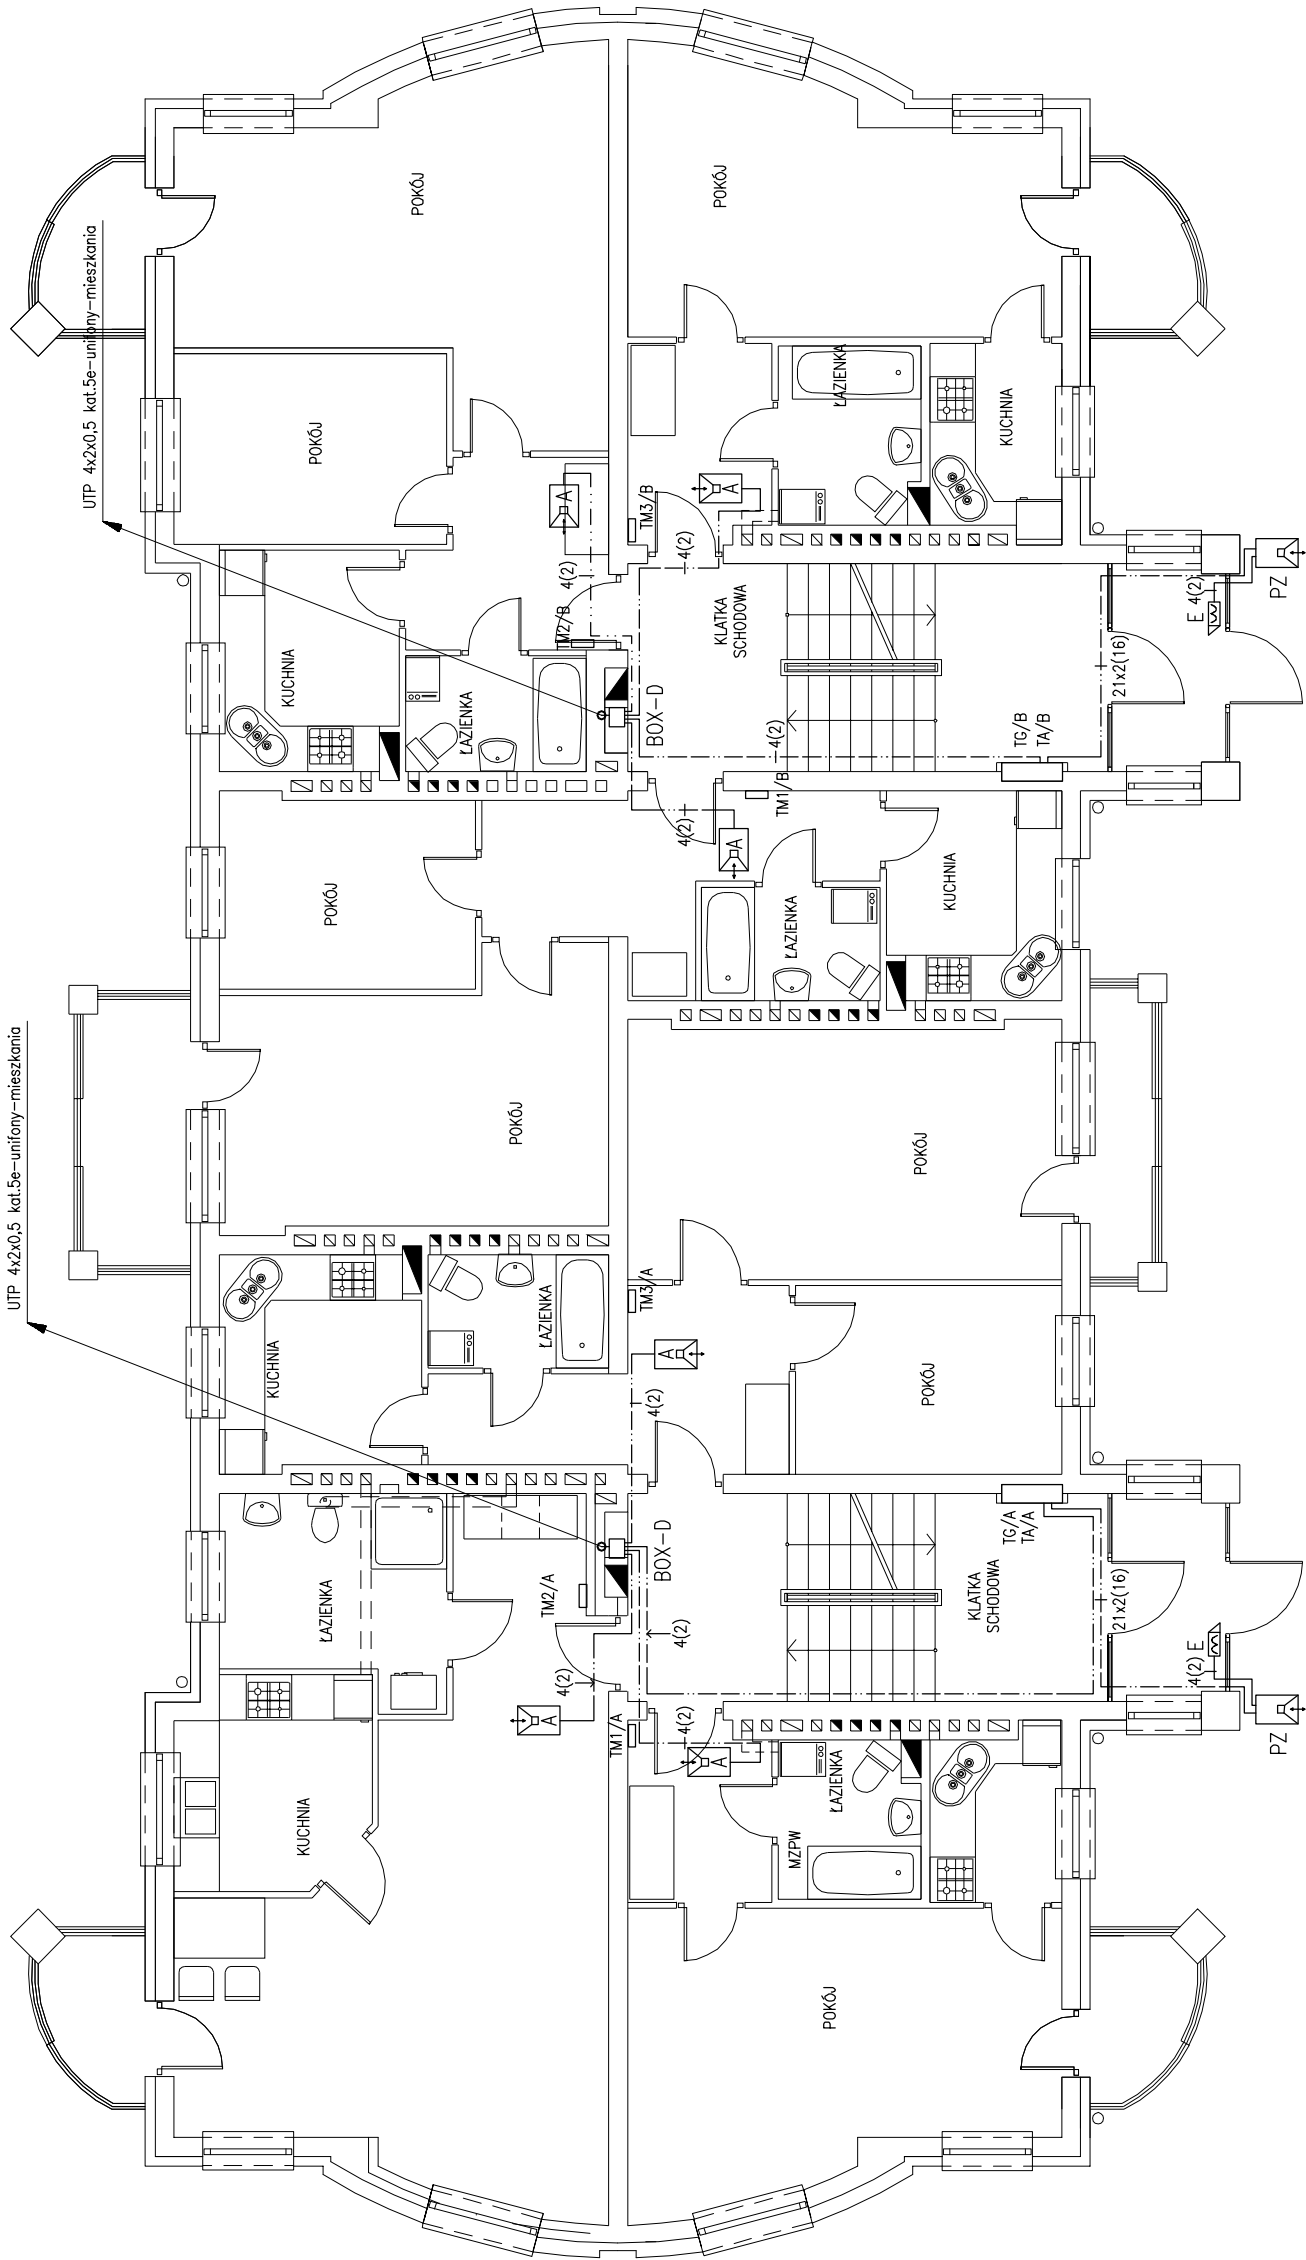 UTP 4x2x0,5 kat.5e-unifony-mieszkania
POKÓJ
POKÓJ
POKÓJ
ŁAZIENKA
KUCHNIA
A
TM3/B
4(2)
A
4(2)
M2/B
KUCHNIA
ŁAZIENKA
BOX-D
KLATKA
SCHODOWA
4(2)
E 4(2)
PZ
21x2(16)
TG/B
TA/B
TM1/B
4(2)
A
POKÓJ
ŁAZIENKA
KUCHNIA
UTP 4x2x0,5 kat.5e-unifony-mieszkania
POKÓJ
POKÓJ
KUCHNIA
ŁAZIENKA
TM3/A
A
4(2)
POKÓJ
BOX-D
TG/A
TA/A
ŁAZIENKA
TM2/A
KLATKA
SCHODOWA
21x2(16)
4(2)
4(2)
4(2) E
PZ
A
TM1/A
4(2)
A
ŁAZIENKA
MZPW
KUCHNIA
POKÓJ